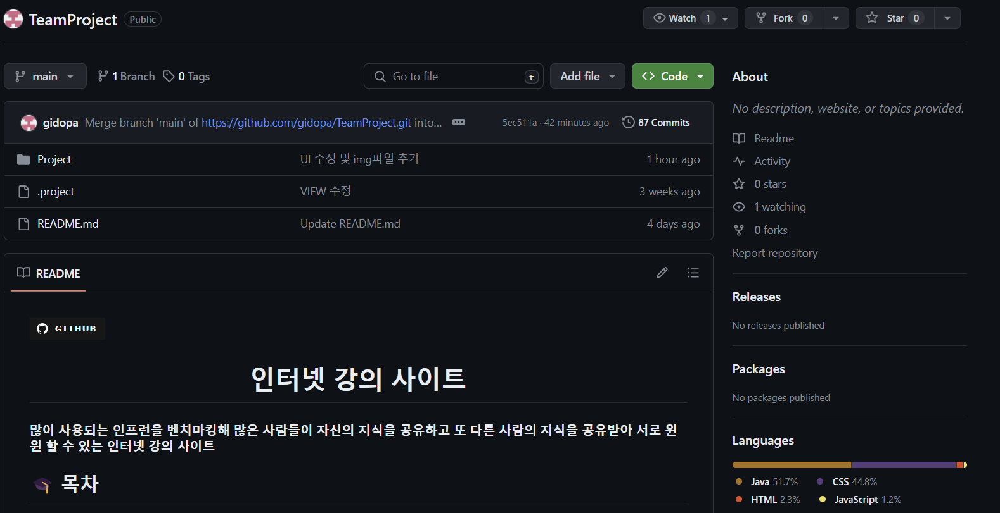 TeamProject Public Watch 1 Fork 0 Star 0
main 1 Branch 0 Tags Go to file t Add file Code
gidopa Merge branch 'main' of https://github.com/gidopa/TeamProject.git into... 5ec511a · 42 minutes ago 87 Commits
Project UI 수정 및 img파일 추가 1 hour ago
.project VIEW 수정 3 weeks ago
README.md Update README.md 4 days ago
README
GITHUB
인터넷 강의 사이트
많이 사용되는 인프런을 벤치마킹해 많은 사람들이 자신의 지식을 공유하고 또 다른 사람의 지식을 공유받아 서로 윈
윈 할 수 있는 인터넷 강의 사이트
목차
About
No description, website, or topics provided.
Readme
Activity
0 stars
1 watching
0 forks
Report repository
Releases
No releases published
Packages
No packages published
Languages
Java 51.7% CSS 44.8%
HTML 2.3% JavaScript 1.2%